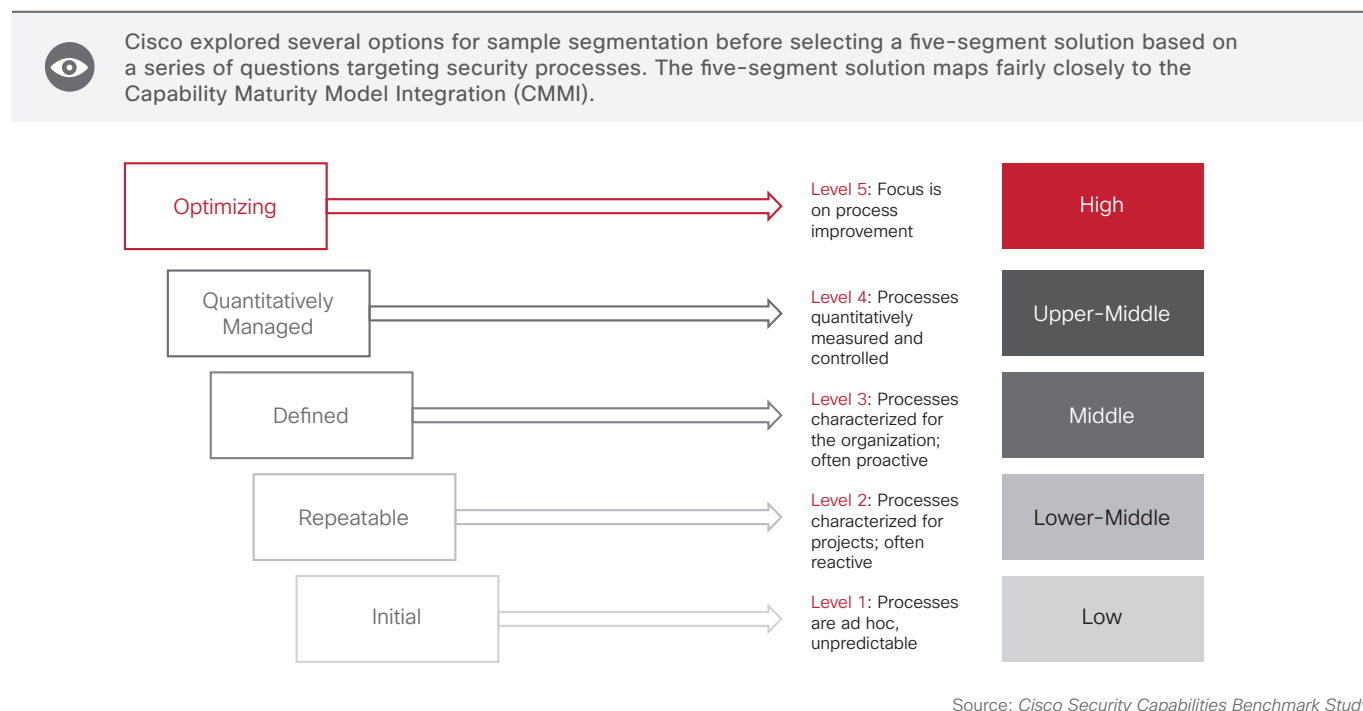 Cisco explored several options for sample segmentation before selecting a five-segment solution based on
a series of questions targeting security processes. The five-segment solution maps fairly closely to the
Capability Maturity Model Integration (CMMI).
Optimizing
Level 5: Focus is
on process
improvement
High
Quantitatively
Managed
Level 4: Processes
quantitatively
measured and
controlled
Upper-Middle
Defined
Level 3: Processes
characterized for
the organization;
often proactive
Middle
Repeatable
Level 2: Processes
characterized for
projects; often
reactive
Lower-Middle
Initial
Level 1: Processes
are ad hoc,
unpredictable
Low
Source: Cisco Security Capabilities Benchmark Study